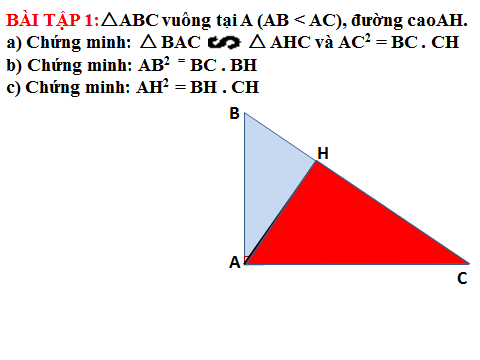 BÀI TẬP 1:△ABC vuông tại A (AB < AC), đường caoAH.
a) Chứng minh: △ BAC ∽ △ AHC và AC² = BC . CH
b) Chứng minh: AB² = BC . BH
c) Chứng minh: AH² = BH . CH
B
H
A
C